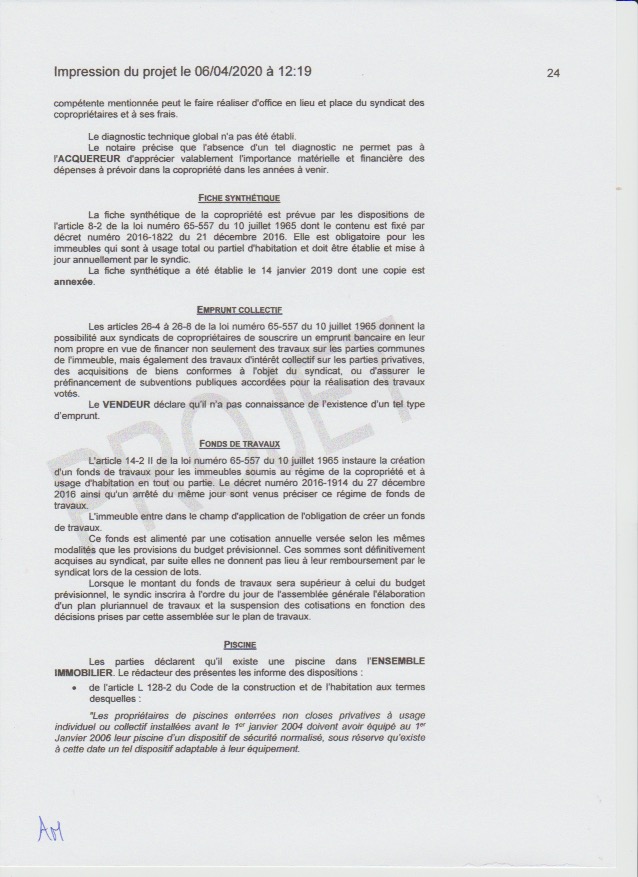 Impression du projet le 06/04/2020 à 12:19
24
compétente mentionnée peut le faire réaliser d'office en lieu et place du syndicat des
copropriétaires et à ses frais.
Le diagnostic technique global n'a pas été établi.
Le notaire précise que l'absence d'un tel diagnostic ne permet pas à
l'ACQUEREUR d'apprécier valablement l'importance matérielle et financière des
dépenses à prévoir dans la copropriété dans les années à venir.
FICHE SYNTHÉTIQUE
La fiche synthétique de la copropriété est prévue par les dispositions de
l'article 8-2 de la loi numéro 65-557 du 10 juillet 1965 dont le contenu est fixé par
décret numéro 2016-1822 du 21 décembre 2016. Elle est obligatoire pour les
immeubles qui sont à usage total ou partiel d'habitation et doit être établie et mise à
jour annuellement par le syndic.
La fiche synthétique a été établie le 14 janvier 2019 dont une copie est
annexée.
EMPRUNT COLLECTIF
Les articles 26-4 à 26-8 de la loi numéro 65-557 du 10 juillet 1965 donnent la
possibilité aux syndicats de copropriétaires de souscrire un emprunt bancaire en leur
nom propre en vue de financer non seulement des travaux sur les parties communes
de l'immeuble, mais également des travaux d'intérêt collectif sur les parties privatives,
des acquisitions de biens conformes à l'objet du syndicat, ou d'assurer le
préfinancement de subventions publiques accordées pour la réalisation des travaux
votés.
Le VENDEUR déclare qu'il n'a pas connaissance de l'existence d'un tel type
d'emprunt.
PROJET
FONDS DE TRAVAUX
L'article 14-2 II de la loi numéro 65-557 du 10 juillet 1965 instaure la création
d'un fonds de travaux pour les immeubles soumis au régime de la copropriété et à
usage d'habitation en tout ou partie. Le décret numéro 2016-1914 du 27 décembre
2016 ainsi qu'un arrêté du même jour sont venus préciser ce régime de fonds de
travaux.
L'immeuble entre dans le champ d'application de l'obligation de créer un fonds
de travaux.
Ce fonds est alimenté par une cotisation annuelle versée selon les mêmes
modalités que les provisions du budget prévisionnel. Ces sommes sont définitivement
acquises au syndicat, par suite elles ne donnent pas lieu à leur remboursement par le
syndicat lors de la cession de lots.
Lorsque le montant du fonds de travaux sera supérieur à celui du budget
prévisionnel, le syndic inscrira à l'ordre du jour de l'assemblée générale l'élaboration
d'un plan pluriannuel de travaux et la suspension des cotisations en fonction des
décisions prises par cette assemblée sur le plan de travaux.
PISCINE
Les parties déclarent qu'il existe une piscine dans l'ENSEMBLE
IMMOBILIER. Le rédacteur des présentes les informe des dispositions :
• de l'article L 128-2 du Code de la construction et de l'habitation aux termes
desquelles :
"Les propriétaires de piscines enterrées non closes privatives à usage
individuel ou collectif installées avant le 1er janvier 2004 doivent avoir équipé au 1er
Janvier 2006 leur piscine d'un dispositif de sécurité normalisé, sous réserve qu'existe
à cette date un tel dispositif adaptable à leur équipement.